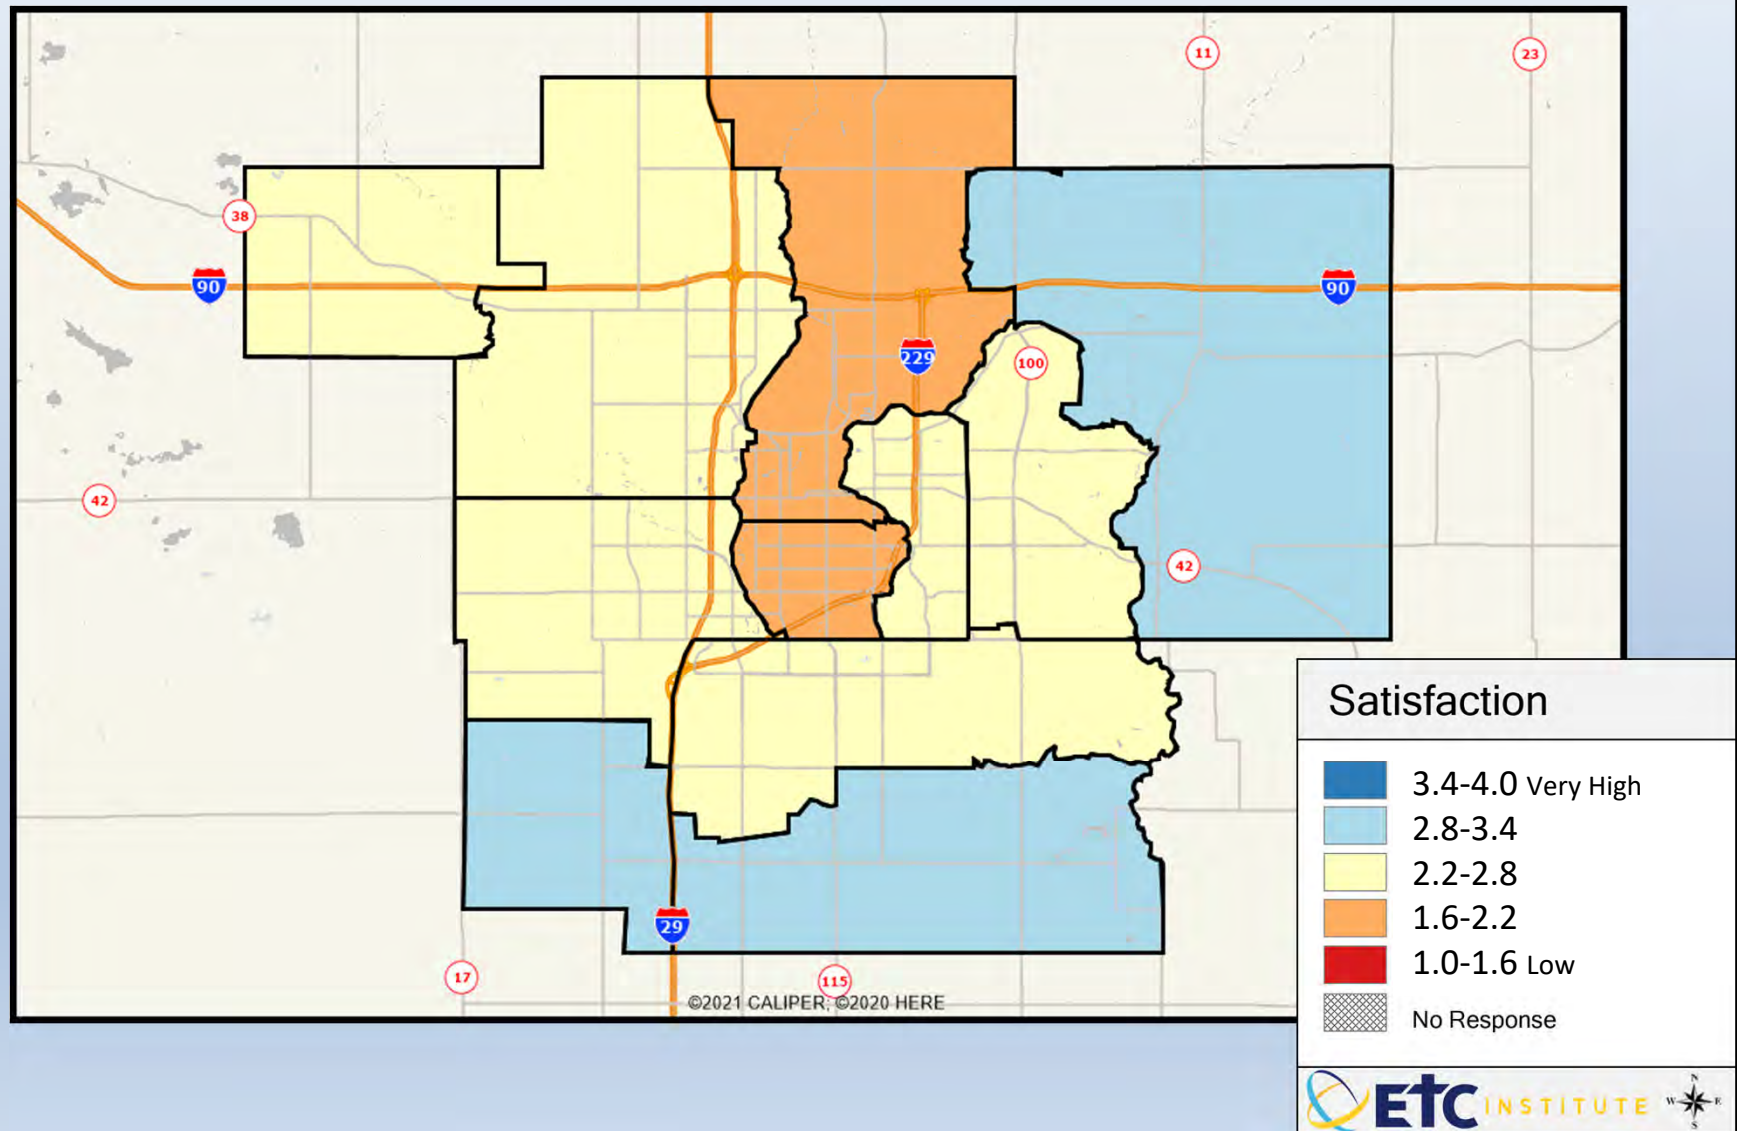 11
23
38
90
90
229
100
42
42
29
17
115
©2021 CALIPER; ©2020 HERE
Satisfaction
3.4-4.0 Very High
2.8-3.4
2.2-2.8
1.6-2.2
1.0-1.6 Low
No Response
ETC INSTITUTE
N
W E
S